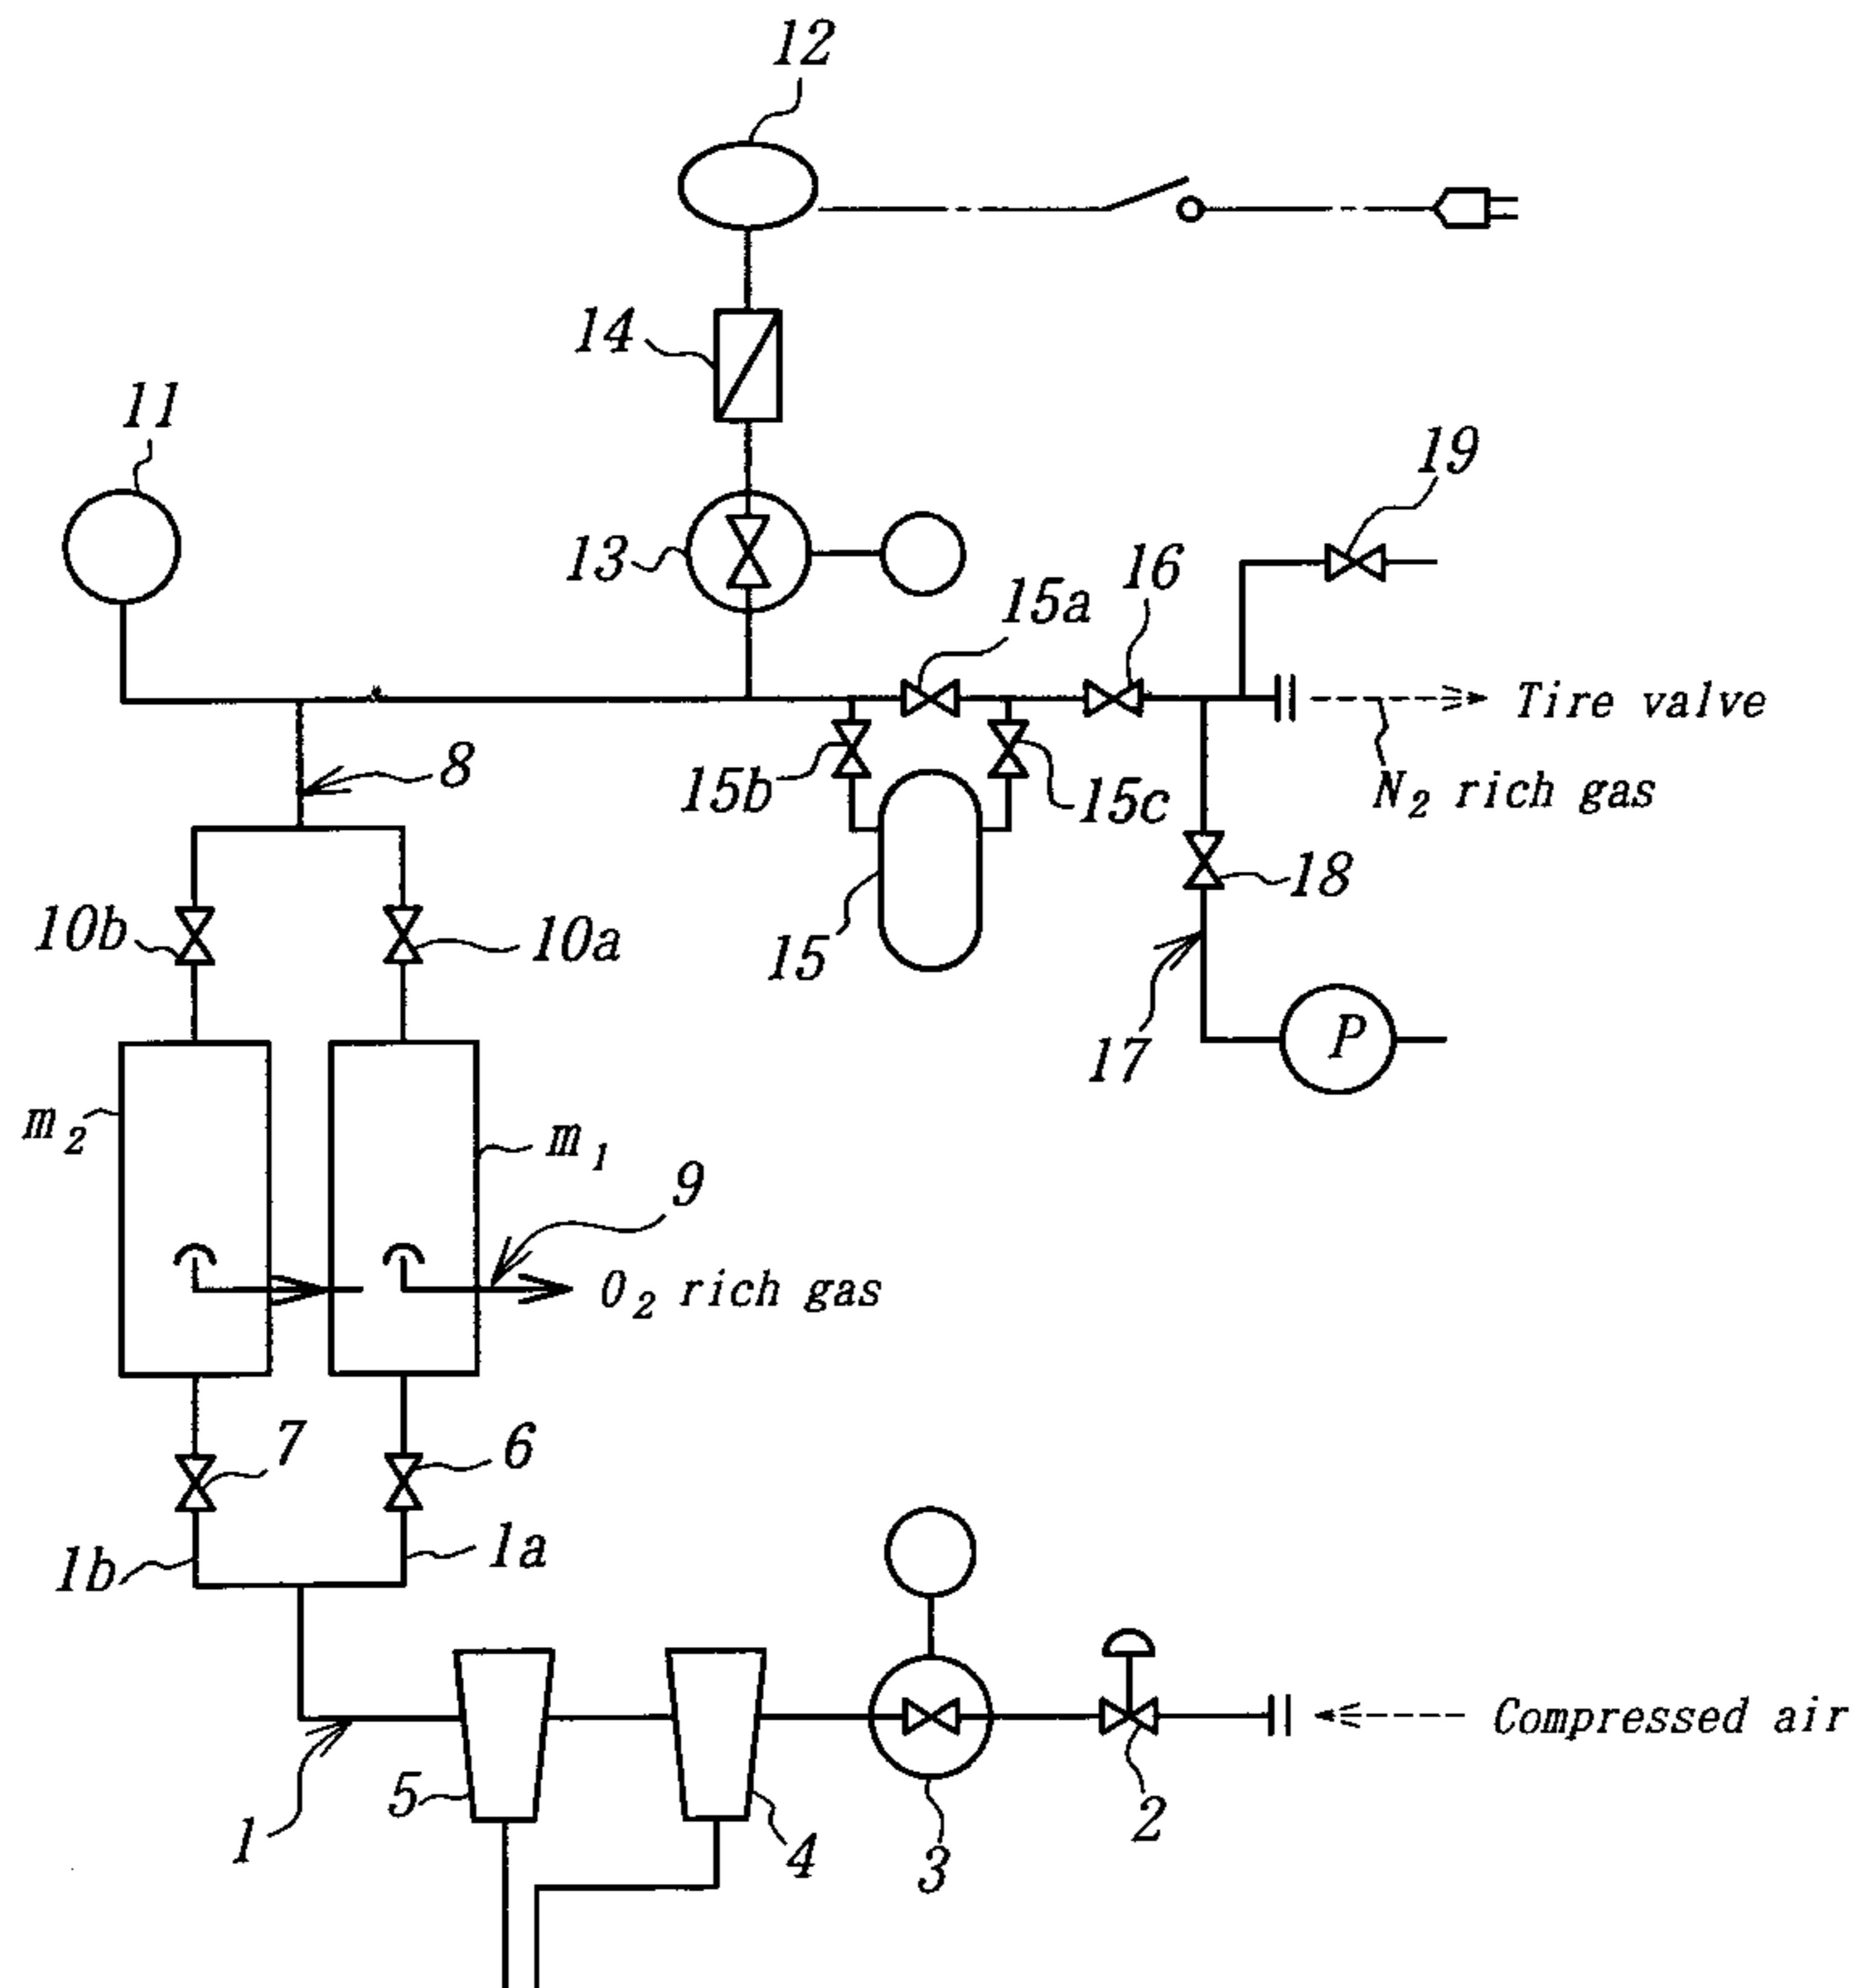 12
14
11
19
13
16
15a
Tire valve
8
15b
15c
N2 rich gas
18
10b
10a
15
17
P
m2
m1
9
O2 rich gas
7
6
1a
1b
Compressed air
5
2
1
4
3